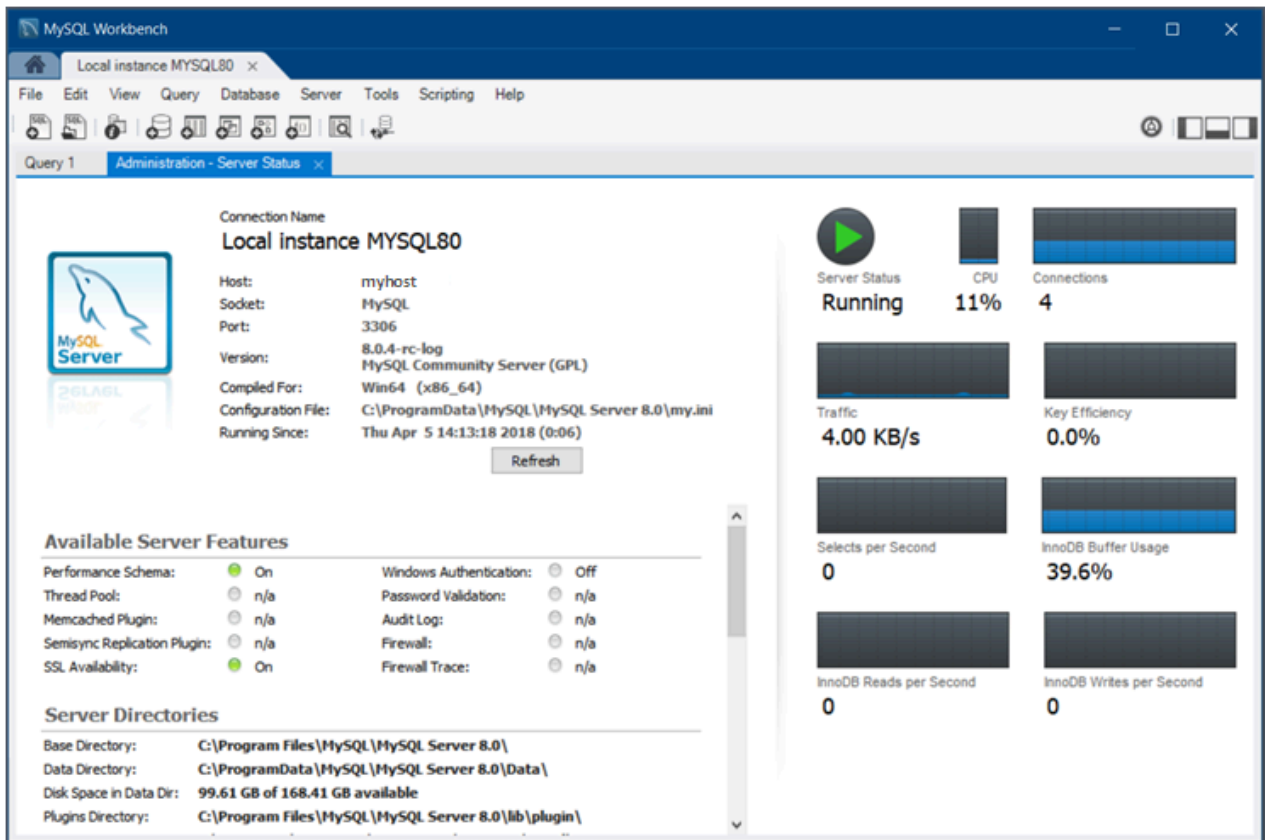 MySQL Workbench
Local instance MYSQL80 ×
File Edit View Query Database Server Tools Scripting Help
Query 1 Administration - Server Status ×
Connection Name
Local instance MYSQL80
MySQL
Server
Host: myhost
Socket: MySQL
Port: 3306
Version: 8.0.4-rc-log
MySQL Community Server (GPL)
Compiled For: Win64 (x86_64)
Configuration File: C:\ProgramData\MySQL\MySQL Server 8.0\my.ini
Running Since: Thu Apr 5 14:13:18 2018 (0:06)
Refresh
Available Server Features
Performance Schema: On Windows Authentication: Off
Thread Pool: n/a Password Validation: n/a
Memcached Plugin: n/a Audit Log: n/a
Semisync Replication Plugin: n/a Firewall: n/a
SSL Availability: On Firewall Trace: n/a
Server Directories
Base Directory: C:\Program Files\MySQL\MySQL Server 8.0\
Data Directory: C:\ProgramData\MySQL\MySQL Server 8.0\Data\
Disk Space in Data Dir: 99.61 GB of 168.41 GB available
Plugins Directory: C:\Program Files\MySQL\MySQL Server 8.0\lib\plugin\
Server Status CPU Connections
Running 11% 4
Traffic Key Efficiency
4.00 KB/s 0.0%
Selects per Second InnoDB Buffer Usage
0 39.6%
InnoDB Reads per Second InnoDB Writes per Second
0 0